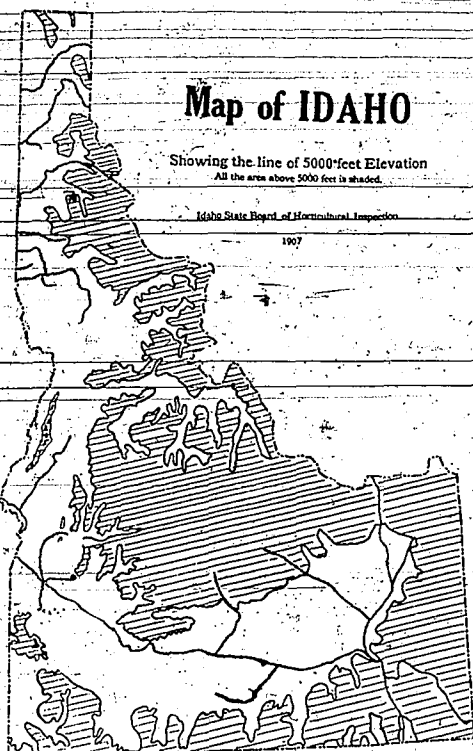 Map of IDAHO
Showing the line of 5000 feet Elevation
All the area above 5000 feet is shaded.
Idaho State Board of Horticultural Inspection
1907